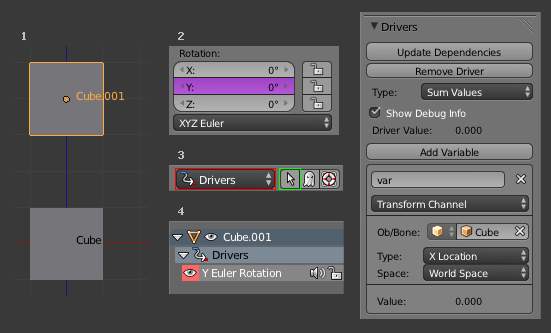 1
Cube.001
Cube
2
Rotation:
X: 0°
Y: 0°
Z: 0°
XYZ Euler
3
Drivers
4
Cube.001
Drivers
Y Euler Rotation
Drivers
Update Dependencies
Remove Driver
Type: Sum Values
Show Debug Info
Driver Value: 0.000
Add Variable
var
Transform Channel
Ob/Bone: Cube
Type: X Location
Space: World Space
Value: 0.000